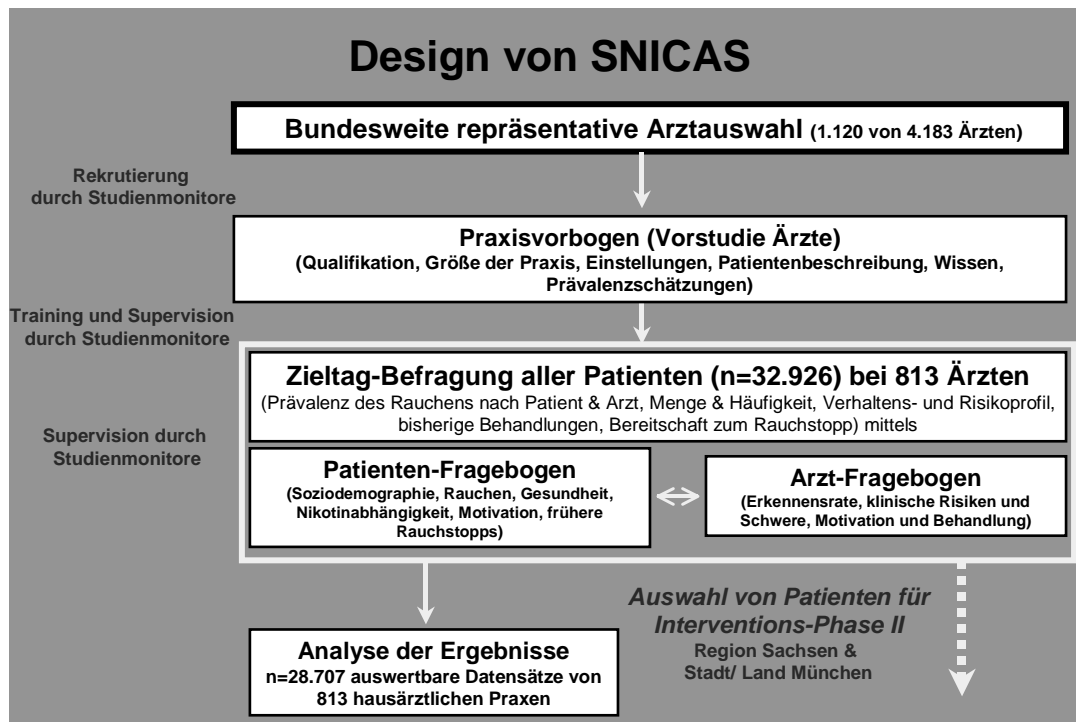 Design von SNICAS
Bundesweite repräsentative Arztauswahl (1.120 von 4.183 Ärzten)
Rekrutierung
durch Studienmonitore
Praxisvorbogen (Vorstudie Ärzte)
(Qualifikation, Größe der Praxis, Einstellungen, Patientenbeschreibung, Wissen,
Prävalenzschätzungen)
Training und Supervision
durch Studienmonitore
Zieltag-Befragung aller Patienten (n=32.926) bei 813 Ärzten
(Prävalenz des Rauchens nach Patient & Arzt, Menge & Häufigkeit, Verhaltens- und Risikoprofil,
bisherige Behandlungen, Bereitschaft zum Rauchstopp) mittels
Supervision durch
Studienmonitore
Patienten-Fragebogen
(Soziodemographie, Rauchen, Gesundheit,
Nikotinabhängigkeit, Motivation, frühere
Rauchstopps)
Arzt-Fragebogen
(Erkennensrate, klinische Risiken und
Schwere, Motivation und Behandlung)
Auswahl von Patienten für
Interventions-Phase II
Region Sachsen &
Stadt/ Land München
Analyse der Ergebnisse
n=28.707 auswertbare Datensätze von
813 hausärztlichen Praxen